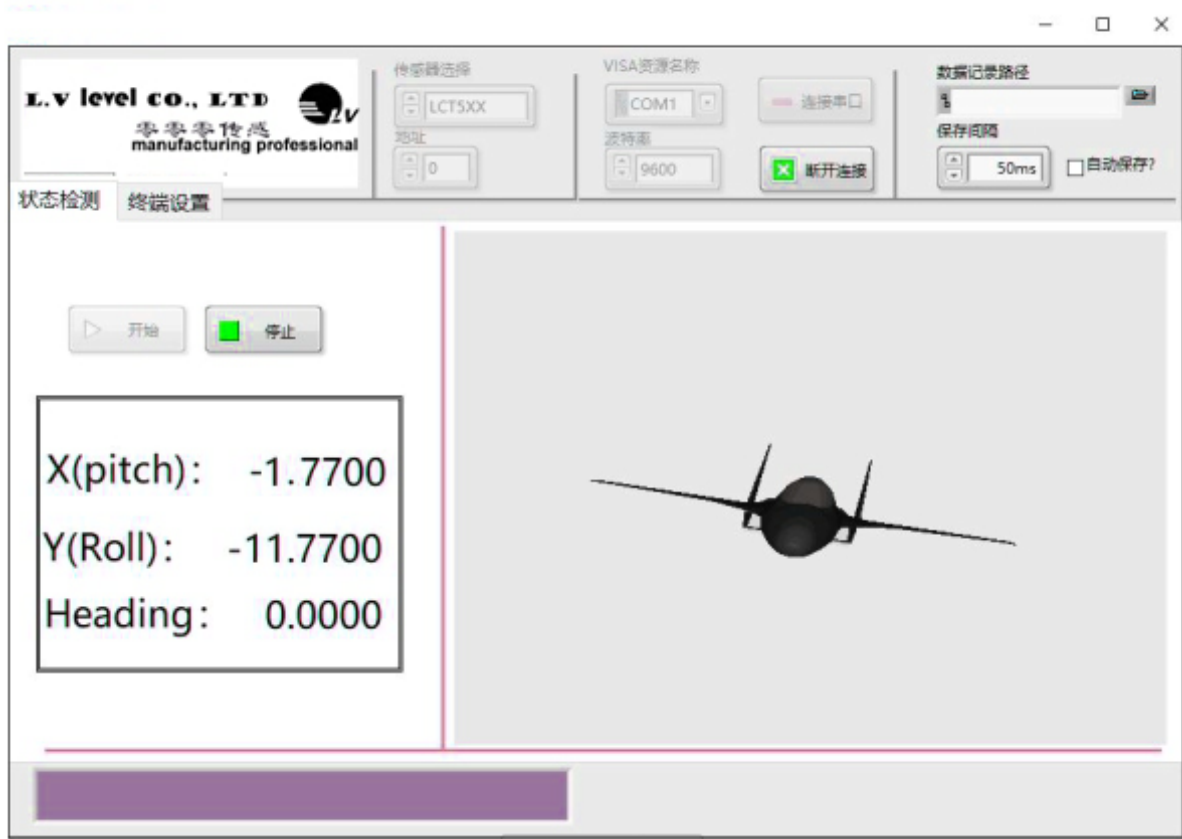 L.V level CO., LTD
LV
零零零传感
manufacturing professional
传感器选择
LCT5XX
地址
0
VISA资源名称
COM1
连接串口
波特率
9600
断开连接
数据记录路径
保存间隔
50ms
自动保存?
状态检测
终端设置
开始
停止
X(pitch): -1.7700
Y(Roll): -11.7700
Heading: 0.0000